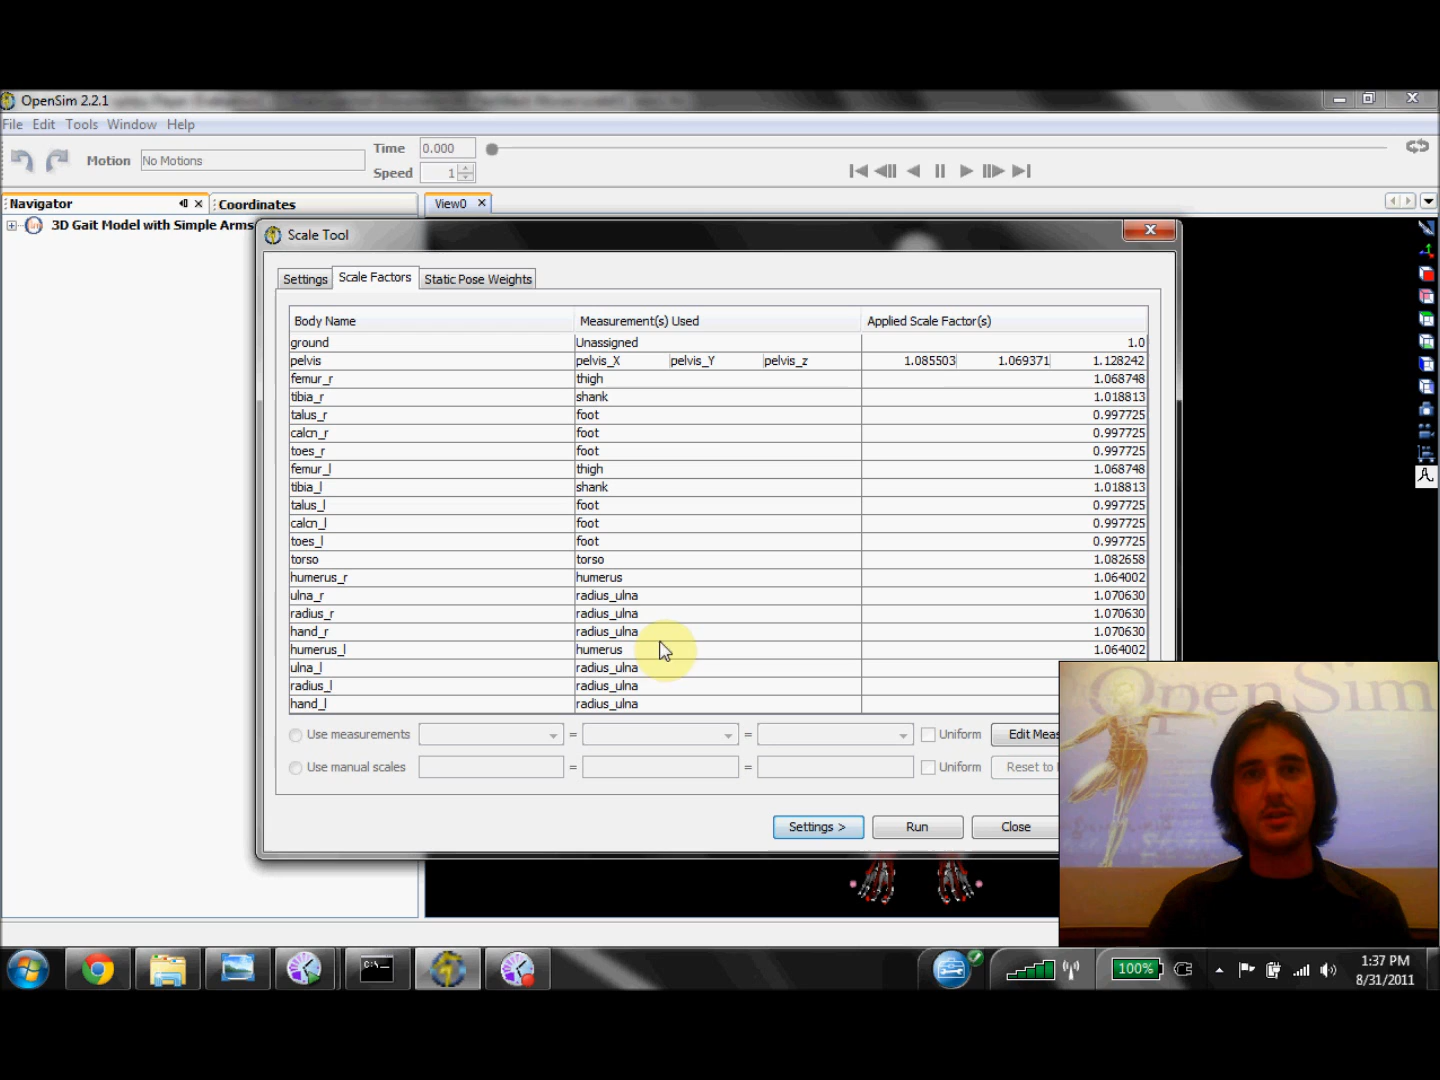 OpenSim 2.2.1
File Edit Tools Window Help
Motion No Motions Time 0.000
Speed 1
Navigator Coordinates View0
3D Gait Model with Simple Arms
Scale Tool
Settings Scale Factors Static Pose Weights
Body Name Measurement(s) Used Applied Scale Factor(s)
ground Unassigned 1.0
pelvis pelvis_X pelvis_Y pelvis_z 1.085503 1.069371 1.128242
femur_r thigh 1.068748
tibia_r shank 1.018813
talus_r foot 0.997725
calcn_r foot 0.997725
toes_r foot 0.997725
femur_l thigh 1.068748
tibia_l shank 1.018813
talus_l foot 0.997725
calcn_l foot 0.997725
toes_l foot 0.997725
torso torso 1.082658
humerus_r humerus 1.064002
ulna_r radius_ulna 1.070630
radius_r radius_ulna 1.070630
hand_r radius_ulna 1.070630
humerus_l humerus 1.064002
ulna_l radius_ulna
radius_l radius_ulna
hand_l radius_ulna
Use measurements = = Uniform Edit Meas
Use manual scales = = Uniform Reset to
Settings > Run Close
OpenSim
C:\
100%
1:37 PM
8/31/2011